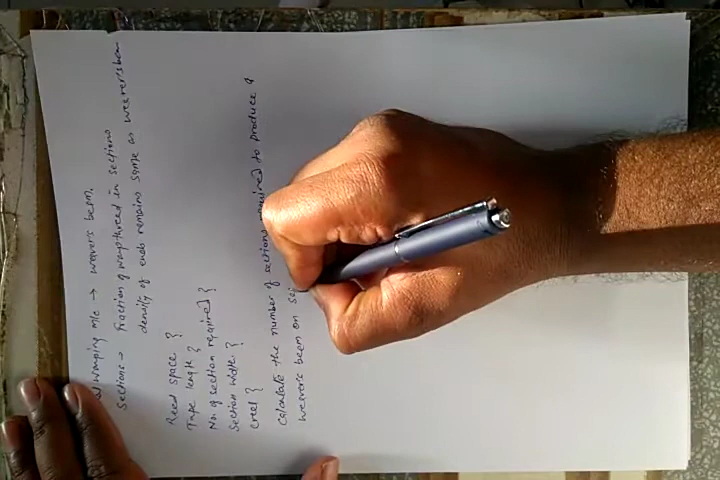 warping m/c → weaver's beam.
Sections → fraction of warp thread in sections
density of ends remains same as weaver's beam
Reed space ?
Tape length ?
No. of section required ?
Section width ?
Creel ?
Calculate the number of sections required to produce a
weaver's beam on